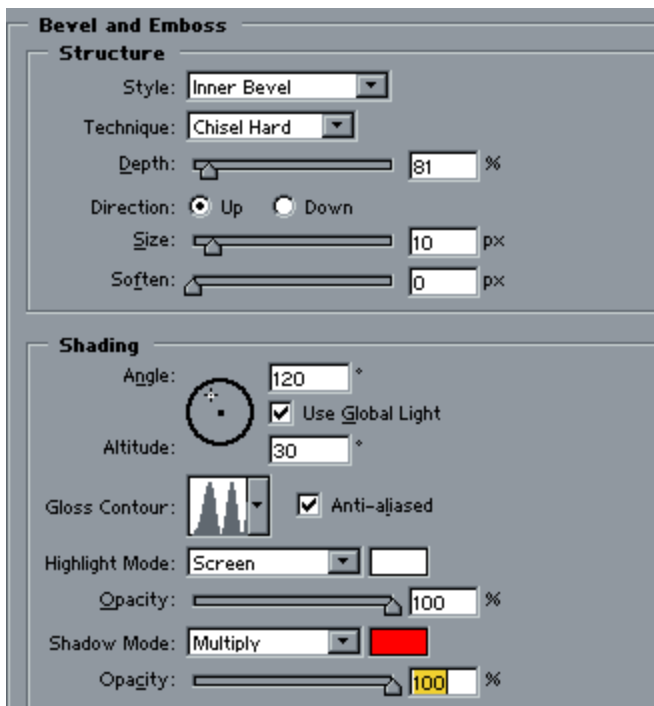 Bevel and Emboss
Structure
Style: Inner Bevel
Technique: Chisel Hard
Depth: 81 %
Direction: Up Down
Size: 10 px
Soften: 0 px
Shading
Angle: 120 °
Use Global Light
Altitude: 30 °
Gloss Contour: Anti-aliased
Highlight Mode: Screen
Opacity: 100 %
Shadow Mode: Multiply
Opacity: 100 %